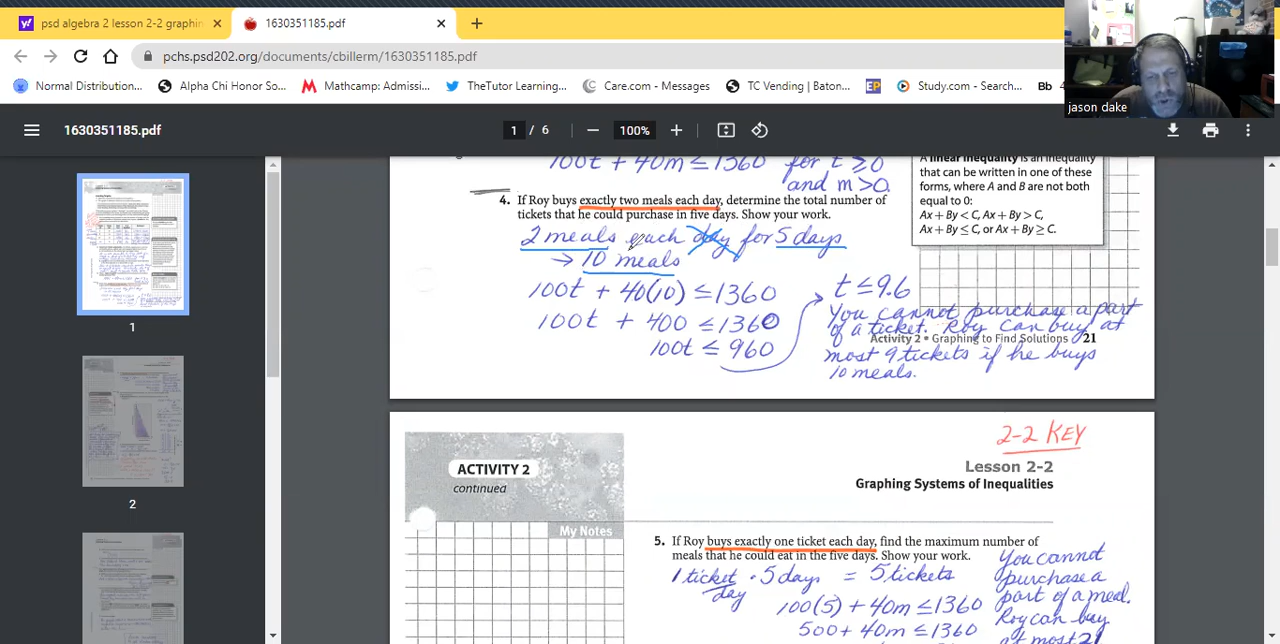 psd algebra 2 lesson 2-2 graphin
1630351185.pdf
pchs.psd202.org/documents/cbillerm/1630351185.pdf
Normal Distribution...
Alpha Chi Honor So...
Mathcamp: Admissi...
TheTutor Learning...
Care.com - Messages
TC Vending | Baton...
EP
Study.com - Search...
Bb
jason dake
1630351185.pdf
1 / 6
100%
1
2
100t + 40m ≤ 1360 for t ≥ 0
and m > 0.
A linear inequality is an inequality
that can be written in one of these
forms, where A and B are not both
equal to 0:
Ax + By < C, Ax + By > C,
Ax + By ≤ C, or Ax + By ≥ C.
4. If Roy buys exactly two meals each day, determine the total number of
tickets that he could purchase in five days. Show your work.
2 meals each day for 5 days
→ 10 meals
100t + 40(10) ≤ 1360
100t + 400 ≤ 1360
100t ≤ 960
t ≤ 9.6
You cannot purchase a part
of a ticket. Roy can buy at
most 9 tickets if he buys
10 meals.
Activity 2 • Graphing to Find Solutions 21
2-2 KEY
Lesson 2-2
Graphing Systems of Inequalities
ACTIVITY 2
continued
My Notes
5. If Roy buys exactly one ticket each day, find the maximum number of
meals that he could eat in the five days. Show your work.
1 ticket/day · 5 days = 5 tickets
100(5) + 40m ≤ 1360
500 + 40m ≤ 1360
You cannot
purchase a
part of a meal.
Roy can buy
at most 21